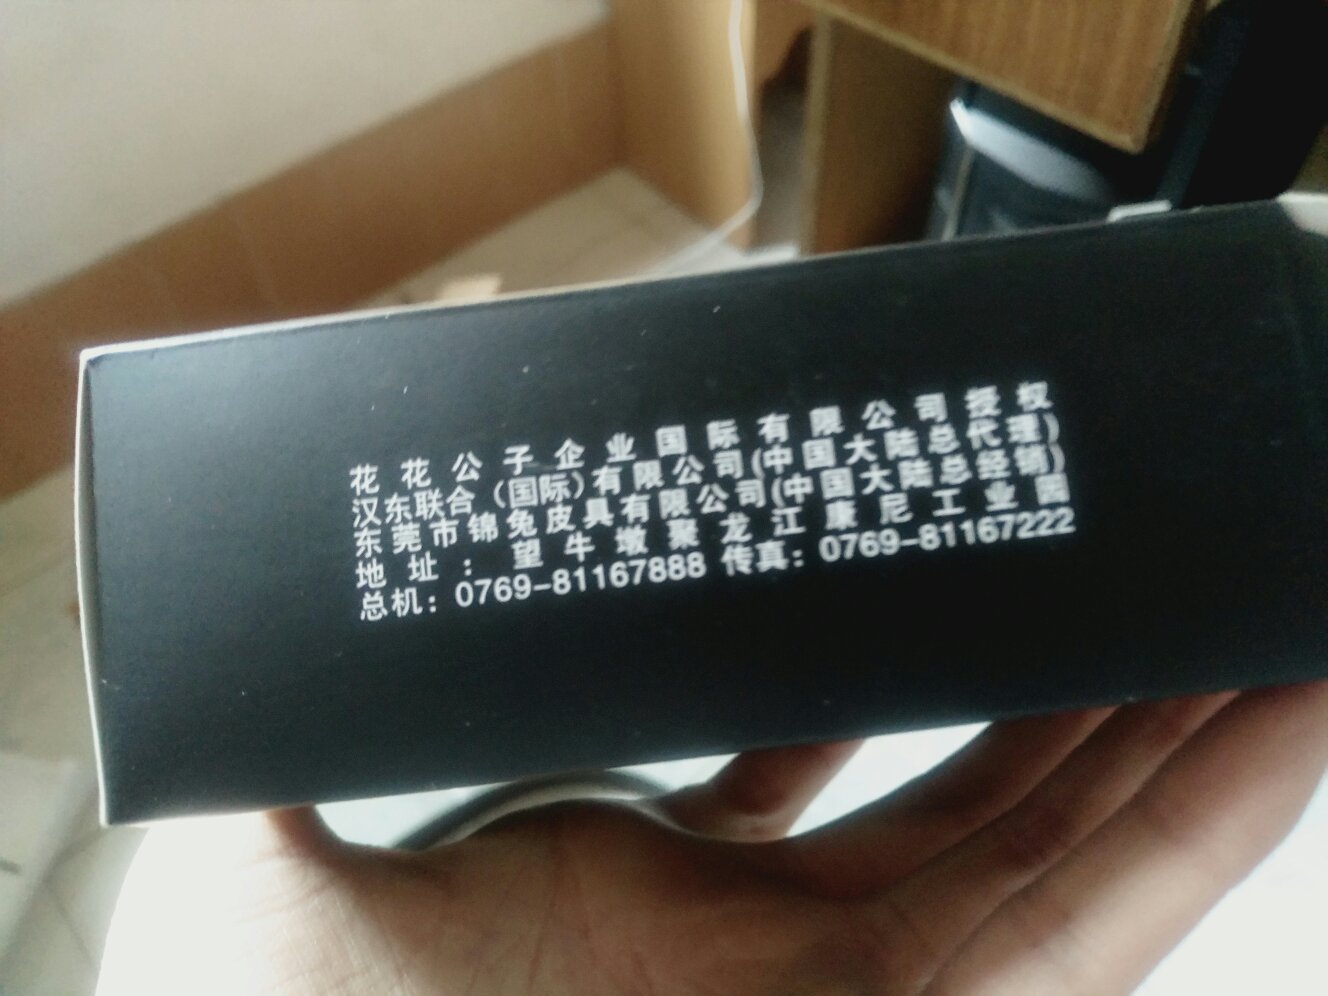 花花公子企业国际有限公司授权
汉东联合（国际）有限公司(中国大陆总代理)
东莞市锦兔皮具有限公司(中国大陆总经销)
地址：望牛墩聚龙江康尼工业园
总机：0769-81167888 传真：0769-81167222